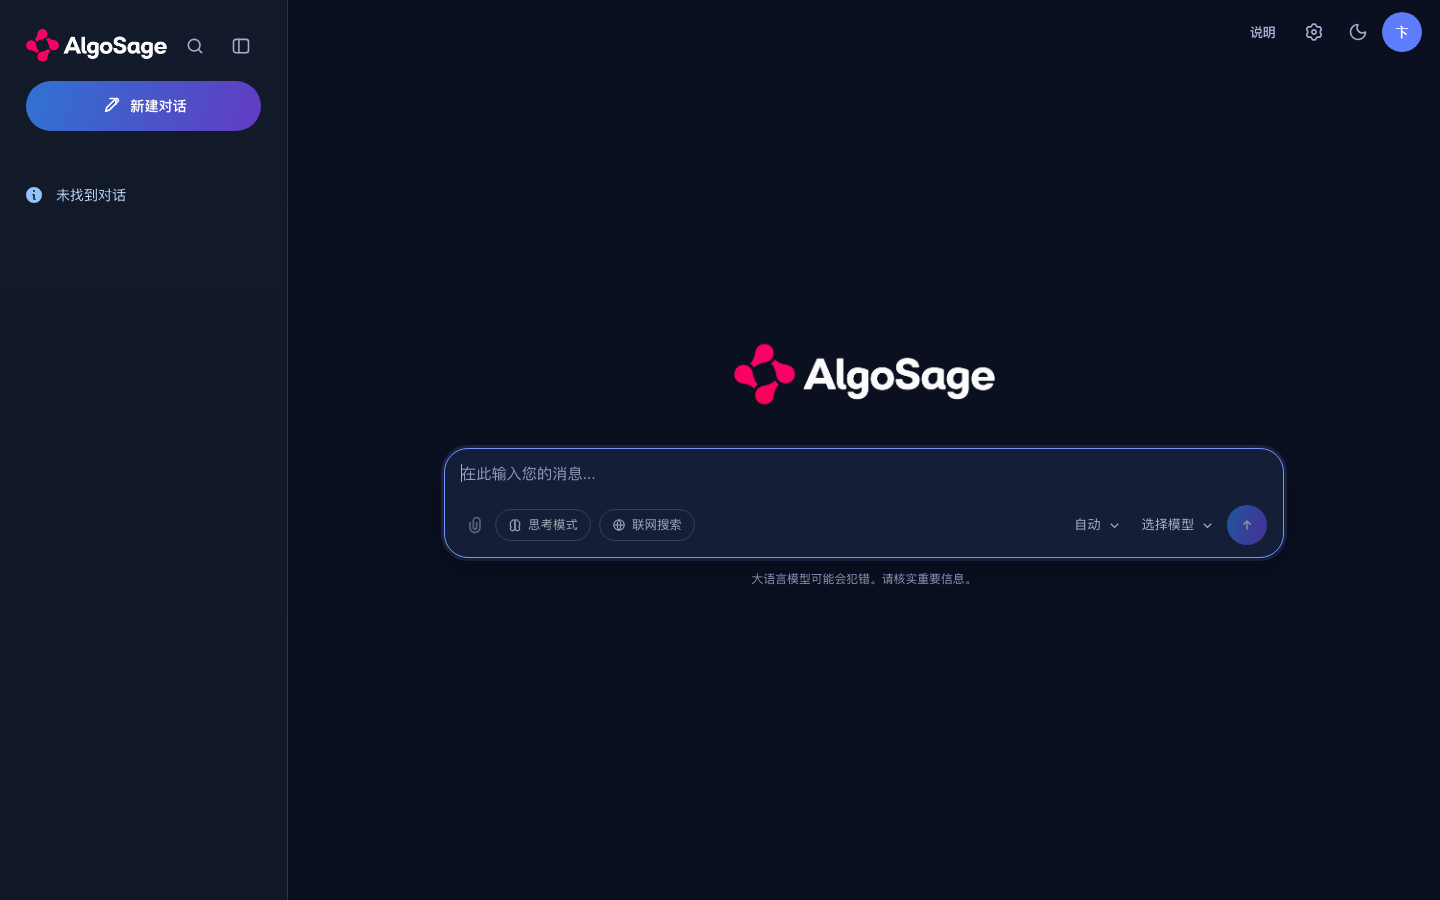 AlgoSage
新建对话
未找到对话
说明
卞
AlgoSage
在此输入您的消息...
思考模式
联网搜索
自动
选择模型
大语言模型可能会犯错。请核实重要信息。